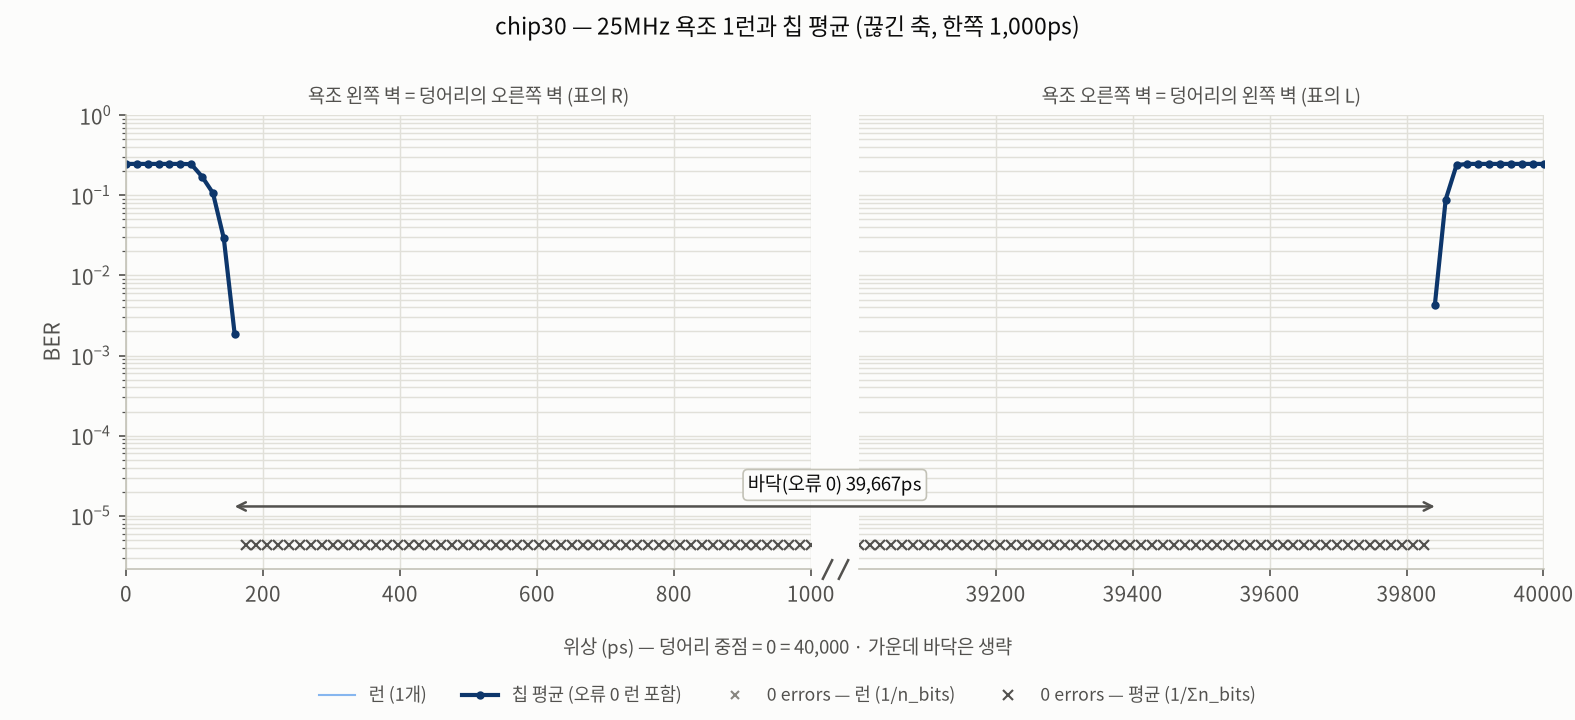 chip30 — 25MHz 욕조 1런과 칩 평균 (끊긴 축, 한쪽 1,000ps)
욕조 왼쪽 벽 = 덩어리의 오른쪽 벽 (표의 R)
욕조 오른쪽 벽 = 덩어리의 왼쪽 벽 (표의 L)
10⁰
10⁻¹
10⁻²
10⁻³
10⁻⁴
10⁻⁵
BER
바닥(오류 0) 39,667ps
0 200 400 600 800 1000 39200 39400 39600 39800 40000
위상 (ps) — 덩어리 중점 = 0 = 40,000 · 가운데 바닥은 생략
런 (1개) 칩 평균 (오류 0 런 포함) 0 errors — 런 (1/n_bits) 0 errors — 평균 (1/Σn_bits)